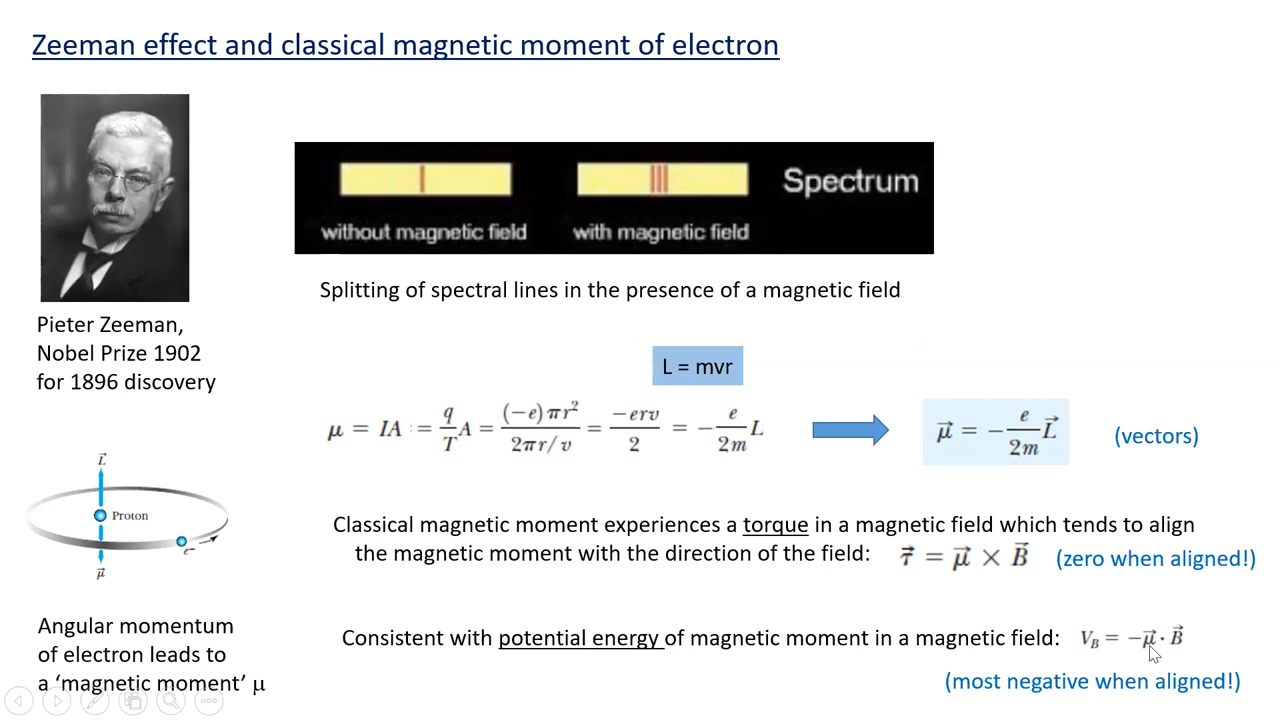 Zeeman effect and classical magnetic moment of electron
without magnetic field
with magnetic field
Spectrum
Splitting of spectral lines in the presence of a magnetic field
Pieter Zeeman,
Nobel Prize 1902
for 1896 discovery
L = mvr
μ = IA = q/T A = (−e)πr²/2πr/v = −erv/2 = − e/2m L
μ⃗ = − e/2m L⃗
(vectors)
L⃗
Proton
e⁻
μ⃗
Classical magnetic moment experiences a torque in a magnetic field which tends to align
the magnetic moment with the direction of the field: τ⃗ = μ⃗ × B⃗ (zero when aligned!)
Angular momentum
of electron leads to
a ‘magnetic moment’ μ
Consistent with potential energy of magnetic moment in a magnetic field: V_B = −μ⃗ · B⃗
(most negative when aligned!)